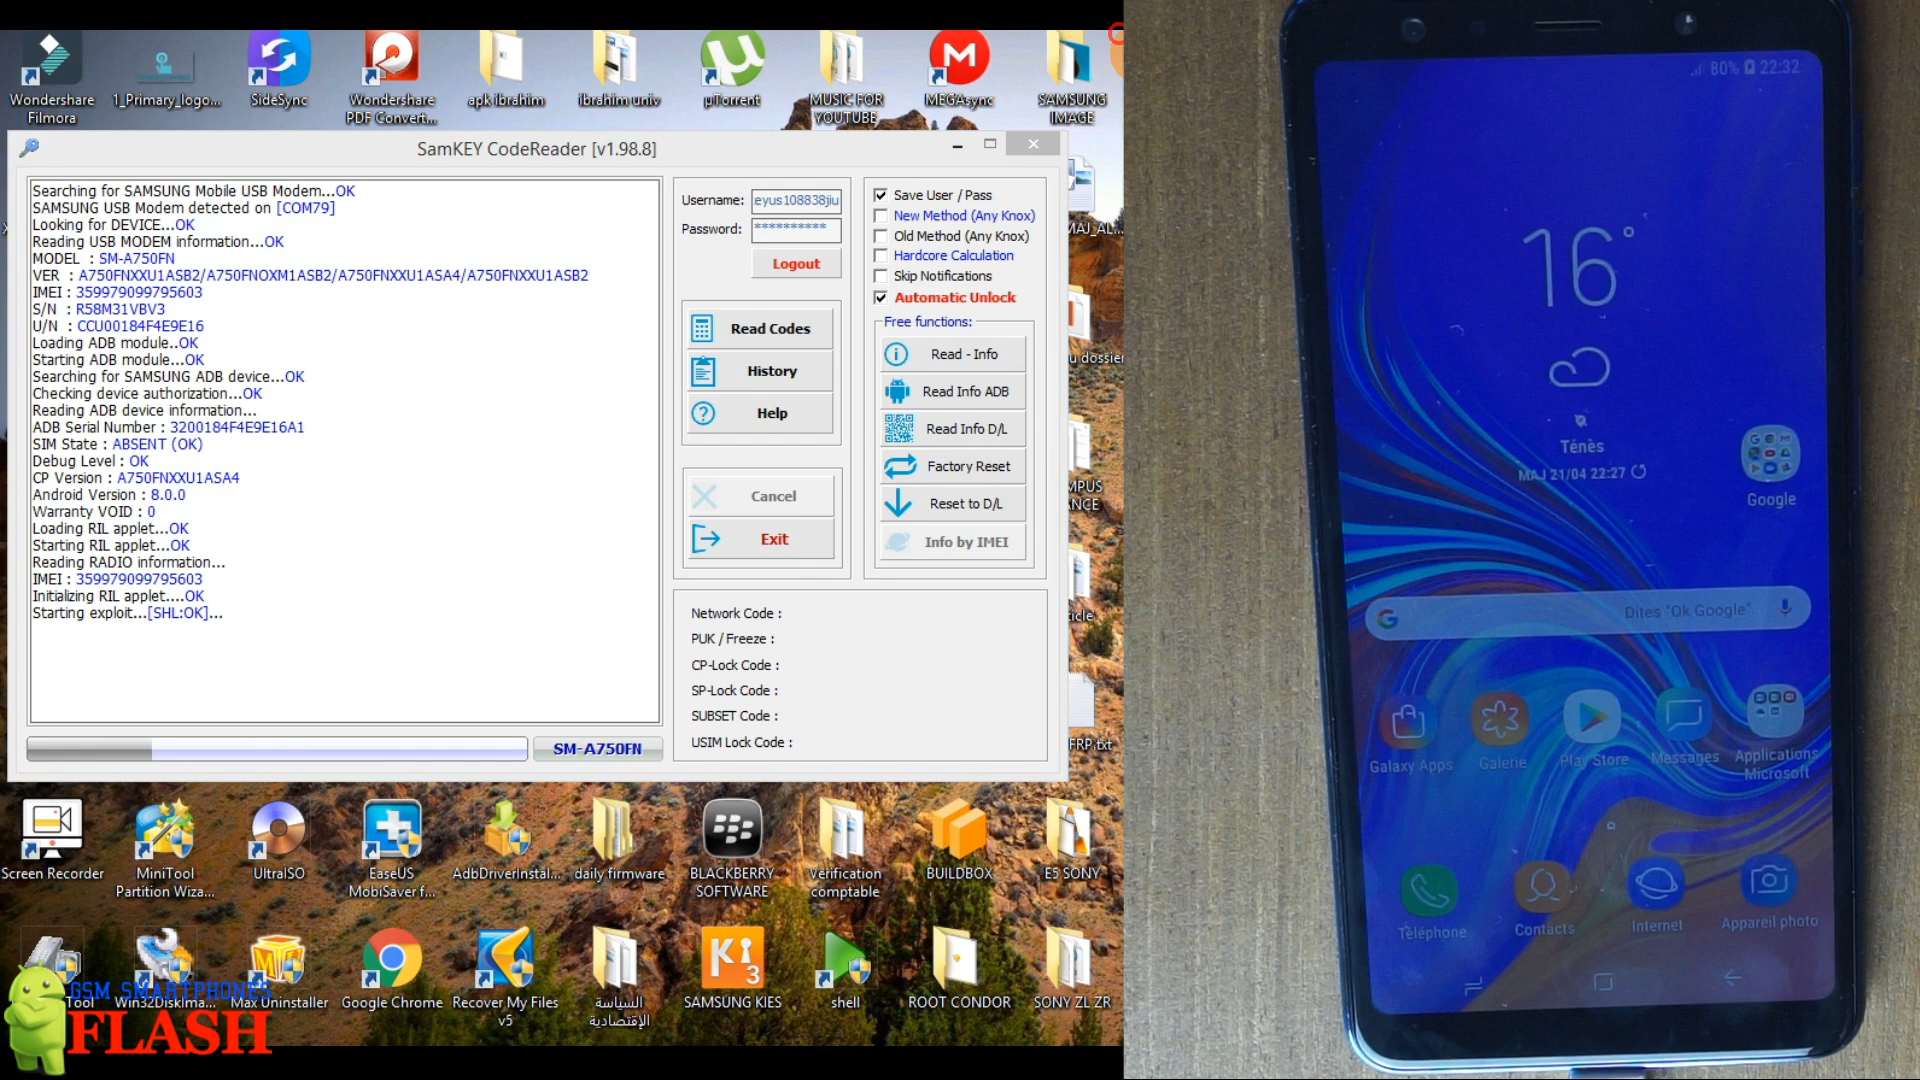 Wondershare
Filmora
1_Primary_logo...
SideSync
Wondershare
PDF Convert...
apk ibrahim
ibrahim univ
µTorrent
MUSIC FOR
YOUTUBE
MEGAsync
SAMSUNG
IMAGE
SamKEY CodeReader [v1.98.8]
Searching for SAMSUNG Mobile USB Modem...OK
SAMSUNG USB Modem detected on [COM79]
Looking for DEVICE...OK
Reading USB MODEM information...OK
MODEL : SM-A750FN
VER : A750FNXXU1ASB2/A750FNOXM1ASB2/A750FNXXU1ASA4/A750FNXXU1ASB2
IMEI : 359979099795603
S/N : R58M31VBV3
U/N : CCU00184F4E9E16
Loading ADB module..OK
Starting ADB module...OK
Searching for SAMSUNG ADB device...OK
Checking device authorization...OK
Reading ADB device information...
ADB Serial Number : 3200184F4E9E16A1
SIM State : ABSENT (OK)
Debug Level : OK
CP Version : A750FNXXU1ASA4
Android Version : 8.0.0
Warranty VOID : 0
Loading RIL applet...OK
Starting RIL applet...OK
Reading RADIO information...
IMEI : 359979099795603
Initializing RIL applet....OK
Starting exploit...[SHL:OK]...
SM-A750FN
Username: eyus108838jiu
Password: **********
Logout
Read Codes
History
Help
Cancel
Exit
Save User / Pass
New Method (Any Knox)
Old Method (Any Knox)
Hardcore Calculation
Skip Notifications
Automatic Unlock
Free functions:
Read - Info
Read Info ADB
Read Info D/L
Factory Reset
Reset to D/L
Info by IMEI
Network Code :
PUK / Freeze :
CP-Lock Code :
SP-Lock Code :
SUBSET Code :
USIM Lock Code :
MAJ_AL...
u dossier
MPUS
ANCE
icle
FRP.txt
Screen Recorder
MiniTool
Partition Wiza...
UltraISO
EaseUS
MobiSaver f...
AdbDriverInstal...
daily firmware
BLACKBERRY
SOFTWARE
Verification
comptable
BUILDBOX
E5 SONY
Tool
Win32DiskIma...
Max Uninstaller
Google Chrome
Recover My Files
v5
السياسة
الإقتصادية
Ki
3
SAMSUNG KIES
shell
ROOT CONDOR
SONY ZL ZR
GSM SMARTPHONES
FLASH
80% 22:32
16°
Ténès
MAJ 21/04 22:27
Google
Dites "Ok Google".
Galaxy Apps
Galerie
Play Store
Messages
Applications
Microsoft
Téléphone
Contacts
Internet
Appareil photo